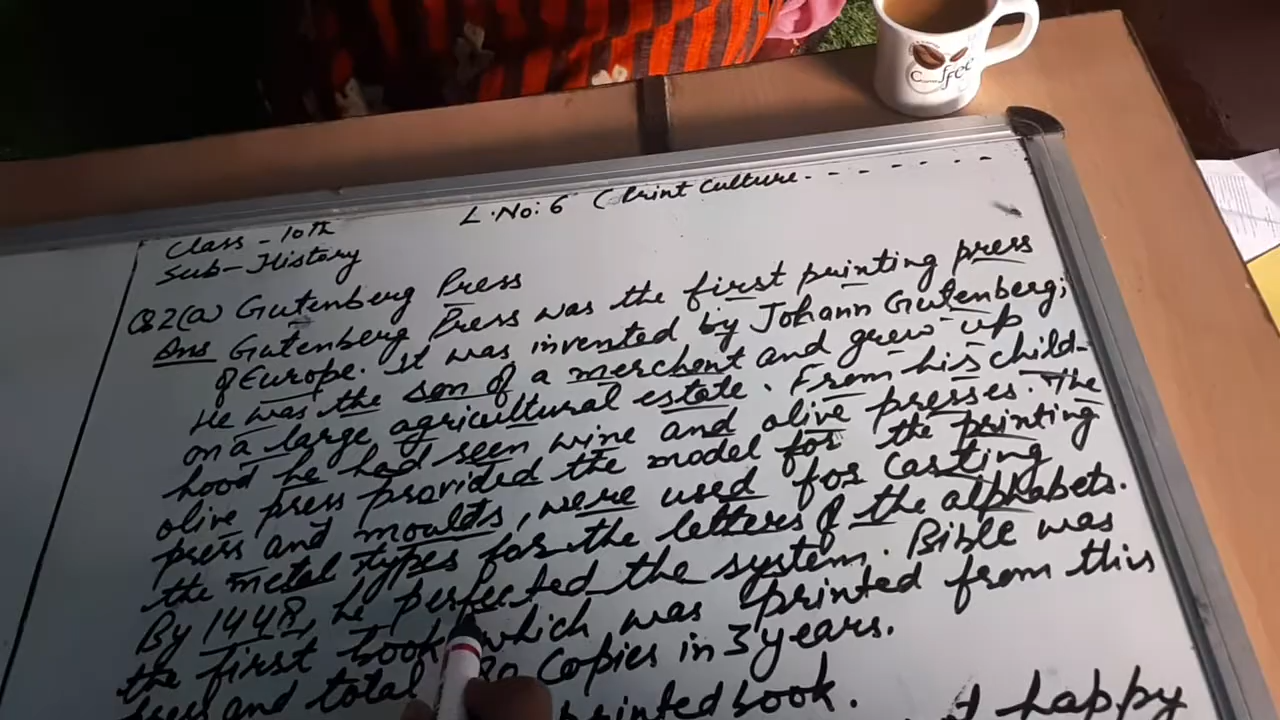 Coffee
L.No: 6 (Print Culture- - - - - - -
Class - 10th
Sub- History
Q2(a) Gutenberg Press
Ans Gutenberg Press was the first printing press
of Europe. It was invented by Johann Gutenberg;
He was the son of a merchent and grew up
on a large agricultural estate. From his child-
hood he had seen wine and olive presses. The
olive press provided the model for the printing
press and moulds, were used for casting
the metal types for the letters of the alphabets.
By 1448, he perfected the system. Bible was
the first book which was printed from this
press and total copies in 3 years.
printed book.
happy